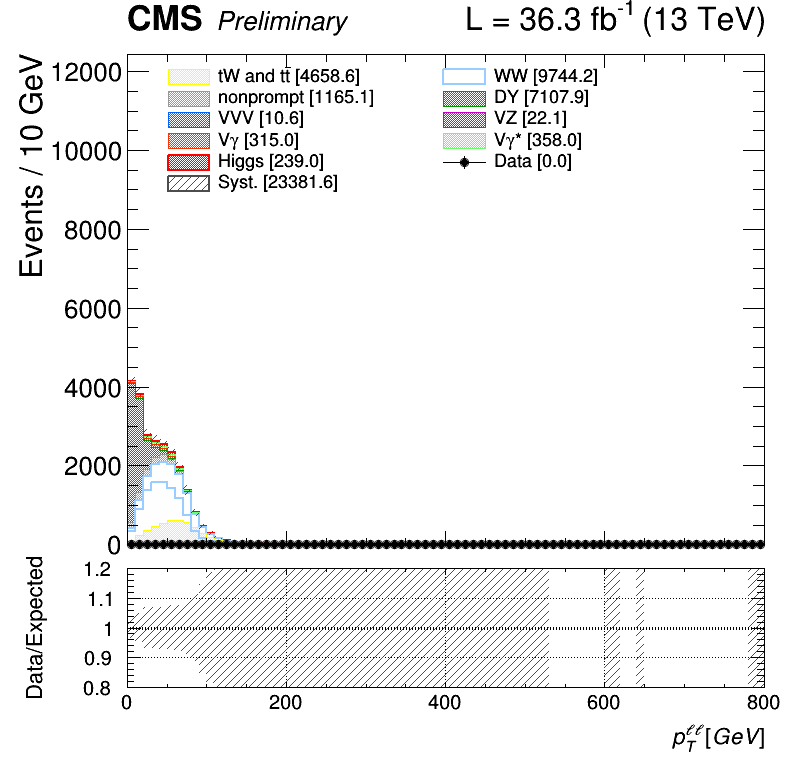 CMS Preliminary L = 36.3 fb⁻¹ (13 TeV)
Events / 10 GeV
12000
10000
8000
6000
4000
2000
0
tW and tt̄ [4658.6]
nonprompt [1165.1]
VVV [10.6]
Vγ [315.0]
Higgs [239.0]
Syst. [23381.6]
WW [9744.2]
DY [7107.9]
VZ [22.1]
Vγ* [358.0]
Data [0.0]
Data/Expected
1.2
1.1
1
0.9
0.8
0 200 400 600 800
p_T^ℓℓ [GeV]